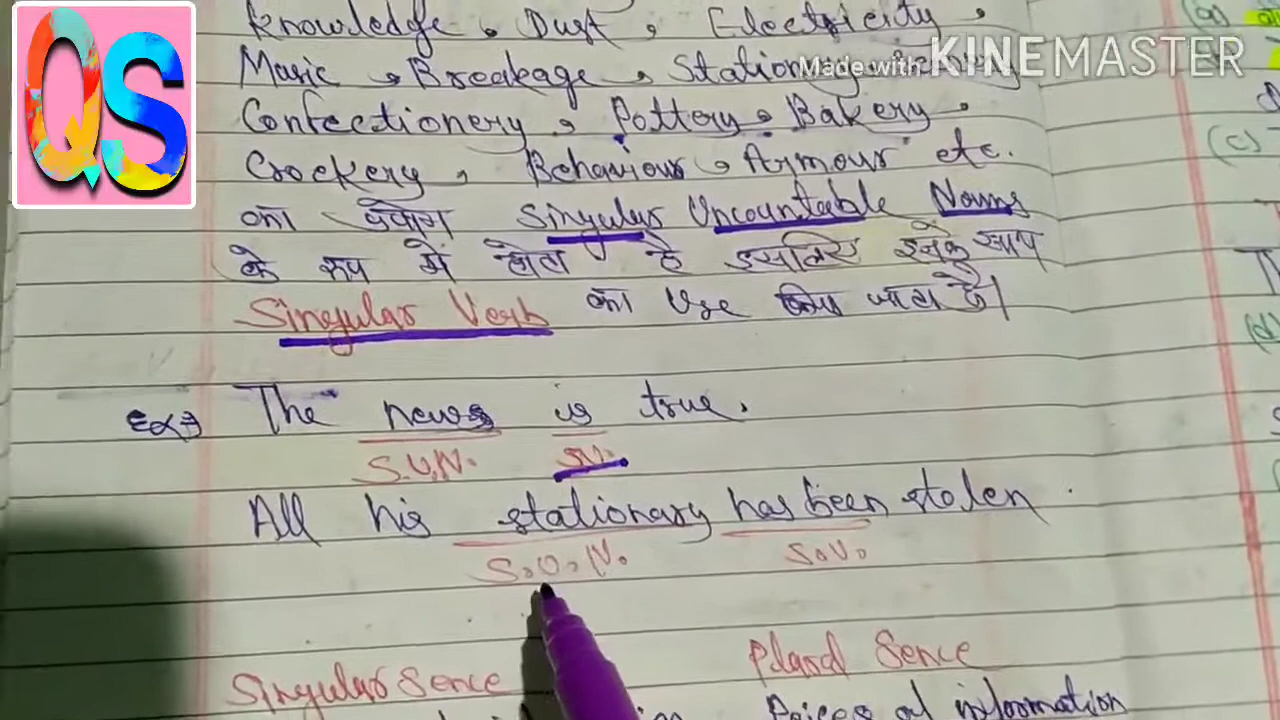 QS
Knowledge, Dust, Electricity,
Made with KINEMASTER
Music, Breakage,
Confectionery, Pottery, Bakery,
Crockery, Behaviour, Armour etc.
का उपयोग Singular Uncountable Nouns
के रूप में होता है इसलिए इनके साथ
Singular Verb का Use किया जाता है।
Ex→ The news is true.
S.U.N. S.V.
All his stationary has been stolen.
S.U.N. S.V.
Singular Sence Plural Sence
Peices of information
(c)
(d)